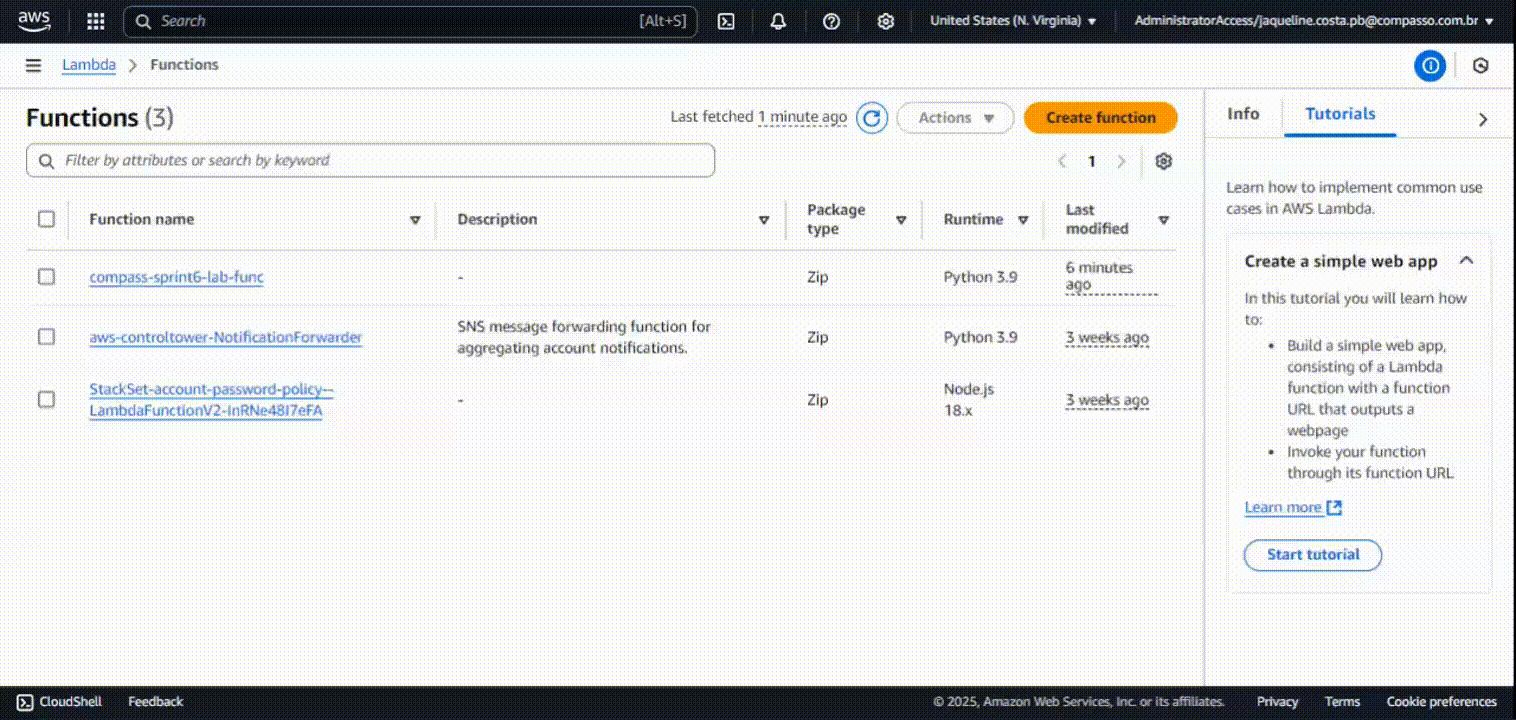 aws
Search [Alt+S] United States (N. Virginia) AdministratorAccess/jaqueline.costa.pb@compasso.com.br
Lambda Functions
Functions (3)
Last fetched 1 minute ago Actions Create function
Filter by attributes or search by keyword
1
Function name Description Package type Runtime Last modified
compass-sprint6-lab-func - Zip Python 3.9 6 minutes ago
aws-controltower-NotificationForwarder SNS message forwarding function for aggregating account notifications. Zip Python 3.9 3 weeks ago
StackSet-account-password-policy--LambdaFunctionV2-InRNe48I7eFA - Zip Node.js 18.x 3 weeks ago
Info Tutorials
Learn how to implement common use
cases in AWS Lambda.
Create a simple web app
In this tutorial you will learn how
to:
• Build a simple web app,
consisting of a Lambda
function with a function
URL that outputs a
webpage
• Invoke your function
through its function URL
Learn more
Start tutorial
CloudShell Feedback © 2025, Amazon Web Services, Inc. or its affiliates. Privacy Terms Cookie preferences